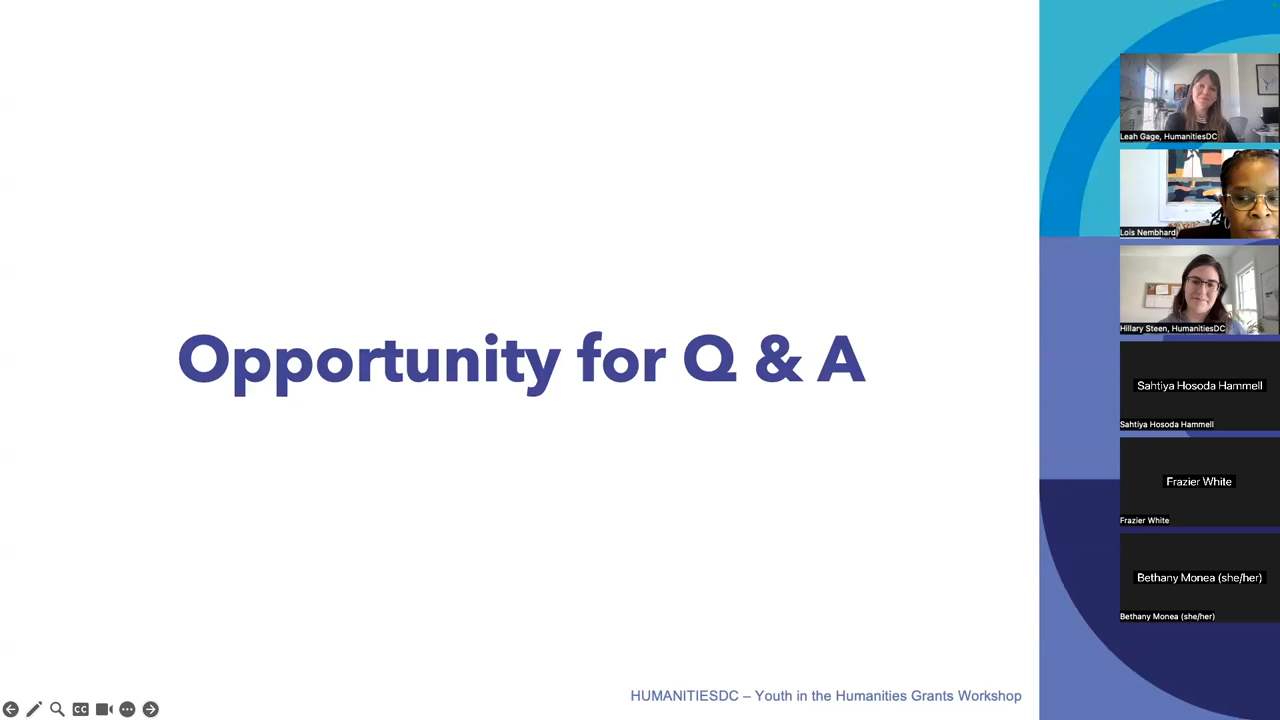 Opportunity for Q & A
HUMANITIESDC – Youth in the Humanities Grants Workshop
CC
Leah Gage, HumanitiesDC
Lois Nembhard
Hillary Steen, HumanitiesDC
Sahtiya Hosoda Hammell
Sahtiya Hosoda Hammell
Frazier White
Frazier White
Bethany Monea (she/her)
Bethany Monea (she/her)